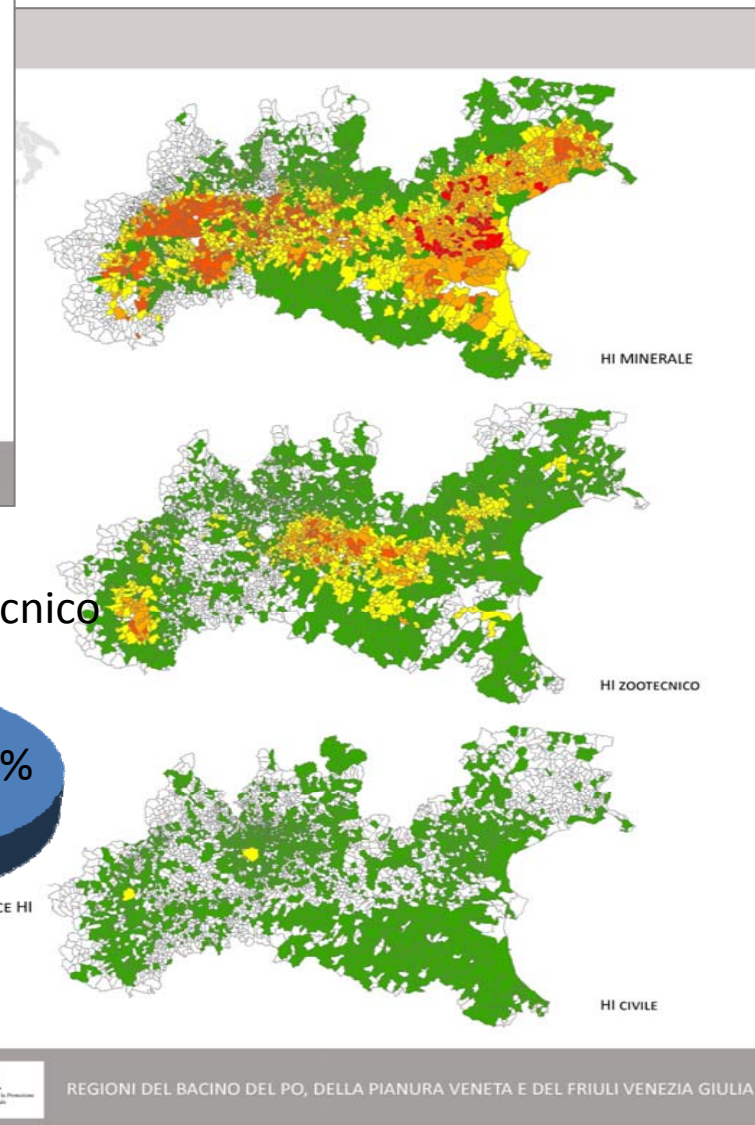 HI MINERALE
cnico
HI ZOOTECNICO
%
CE HI
HI CIVILE
REGIONI DEL BACINO DEL PO, DELLA PIANURA VENETA E DEL FRIULI VENEZIA GIULIA